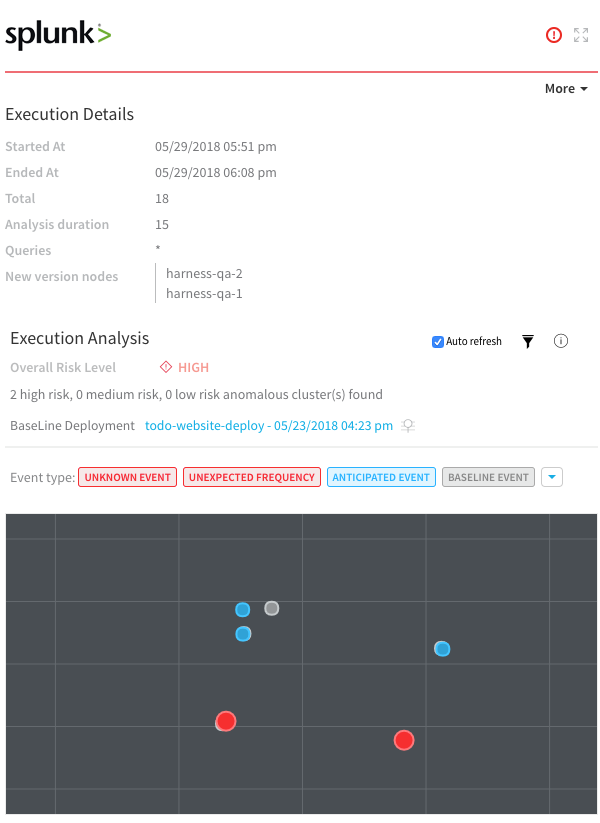 splunk>
More
Execution Details
Started At 05/29/2018 05:51 pm
Ended At 05/29/2018 06:08 pm
Total 18
Analysis duration 15
Queries *
New version nodes harness-qa-2
harness-qa-1
Execution Analysis Auto refresh
Overall Risk Level HIGH
2 high risk, 0 medium risk, 0 low risk anomalous cluster(s) found
BaseLine Deployment todo-website-deploy - 05/23/2018 04:23 pm
Event type: UNKNOWN EVENT UNEXPECTED FREQUENCY ANTICIPATED EVENT BASELINE EVENT